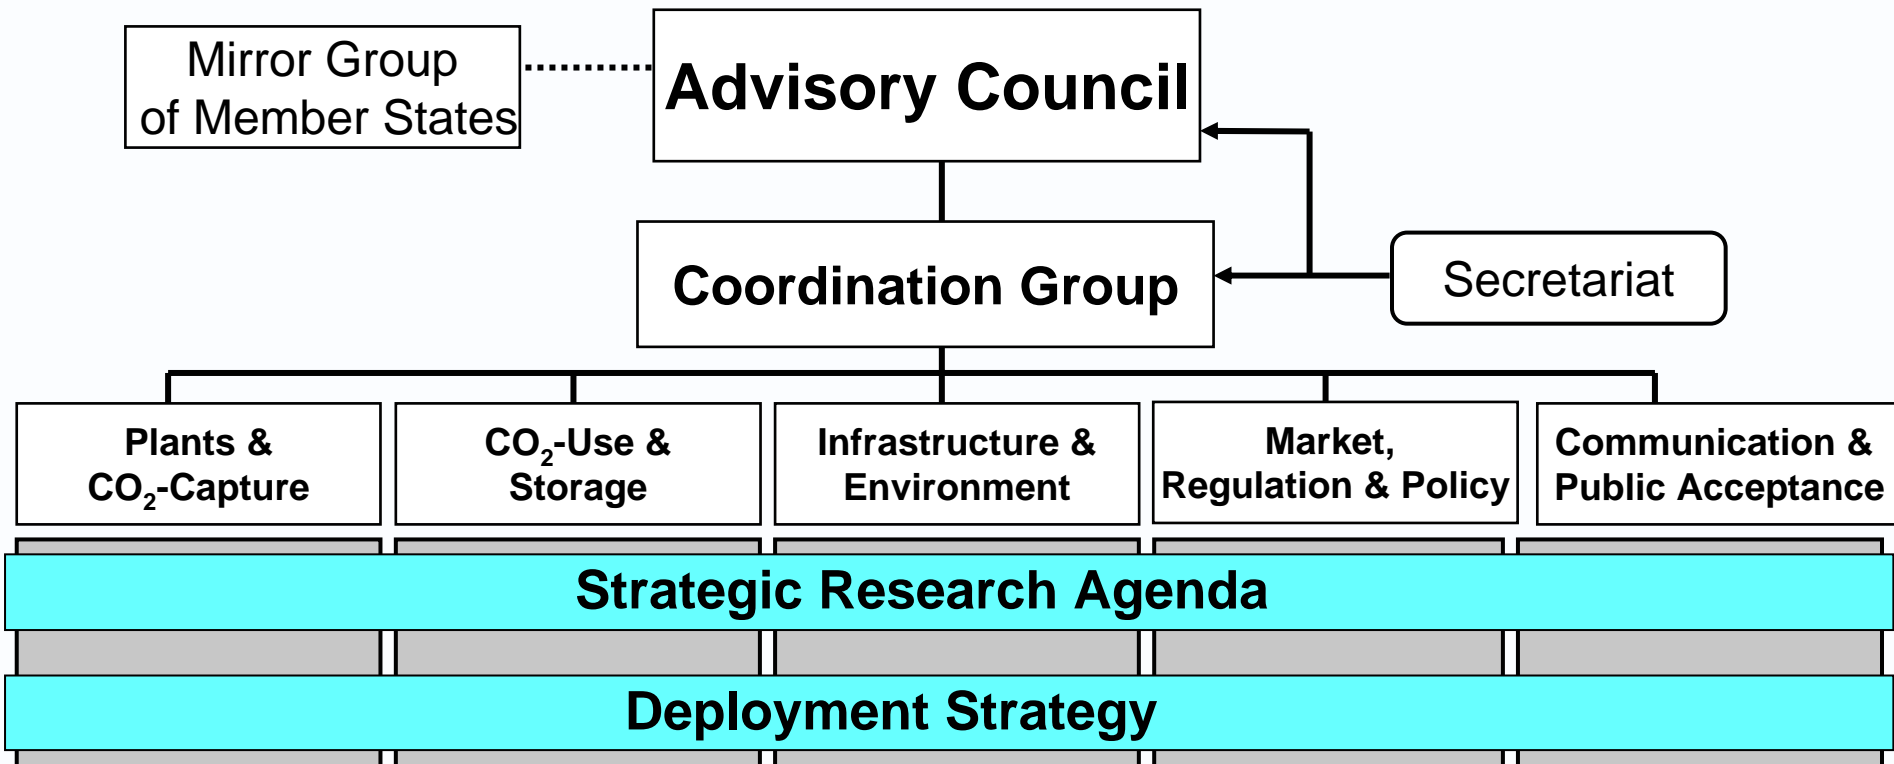 Mirror Group
of Member States
Advisory Council
Coordination Group
Secretariat
Plants &
CO₂-Capture
CO₂-Use &
Storage
Infrastructure &
Environment
Market,
Regulation & Policy
Communication &
Public Acceptance
Strategic Research Agenda
Deployment Strategy